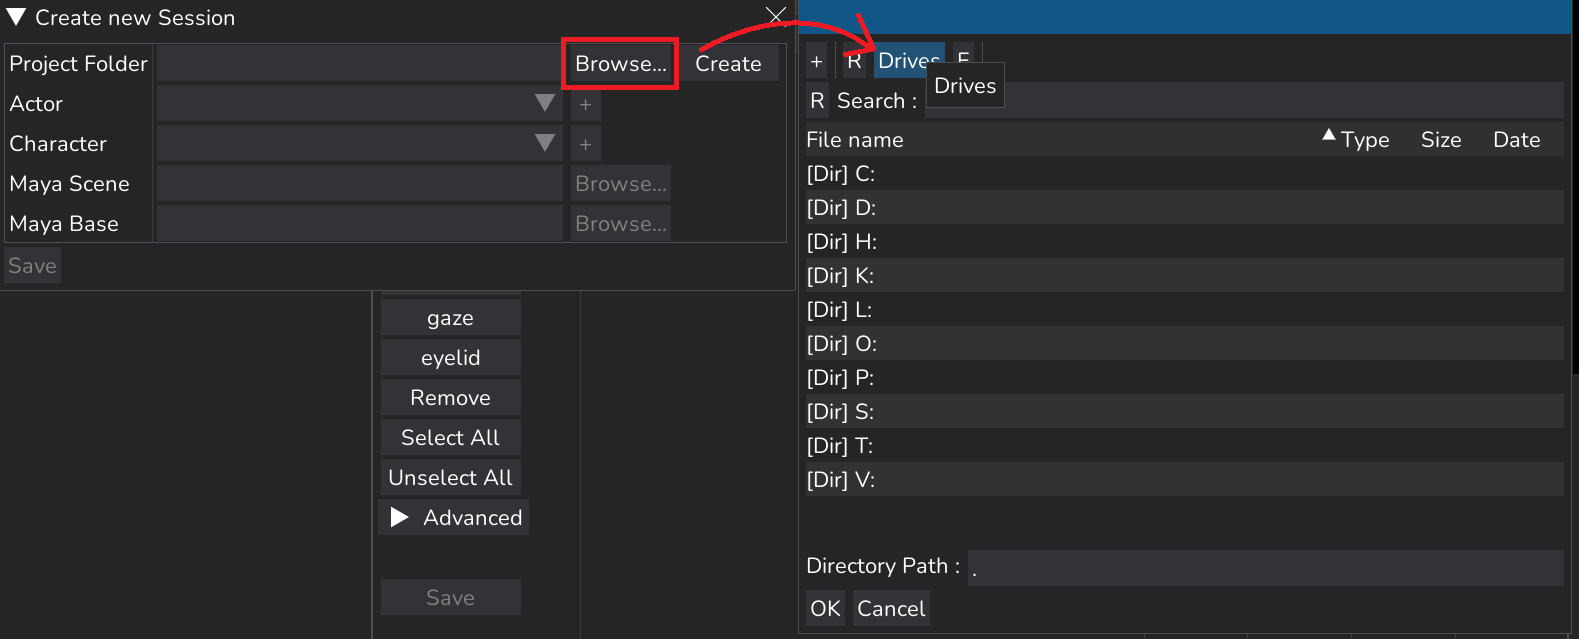 Create new Session
Project Folder Browse... Create
Actor +
Character +
Maya Scene Browse...
Maya Base Browse...
Save
gaze
eyelid
Remove
Select All
Unselect All
Advanced
Save
+ R Drives
Drives
R Search :
File name Type Size Date
[Dir] C:
[Dir] D:
[Dir] H:
[Dir] K:
[Dir] L:
[Dir] O:
[Dir] P:
[Dir] S:
[Dir] T:
[Dir] V:
Directory Path : .
OK Cancel